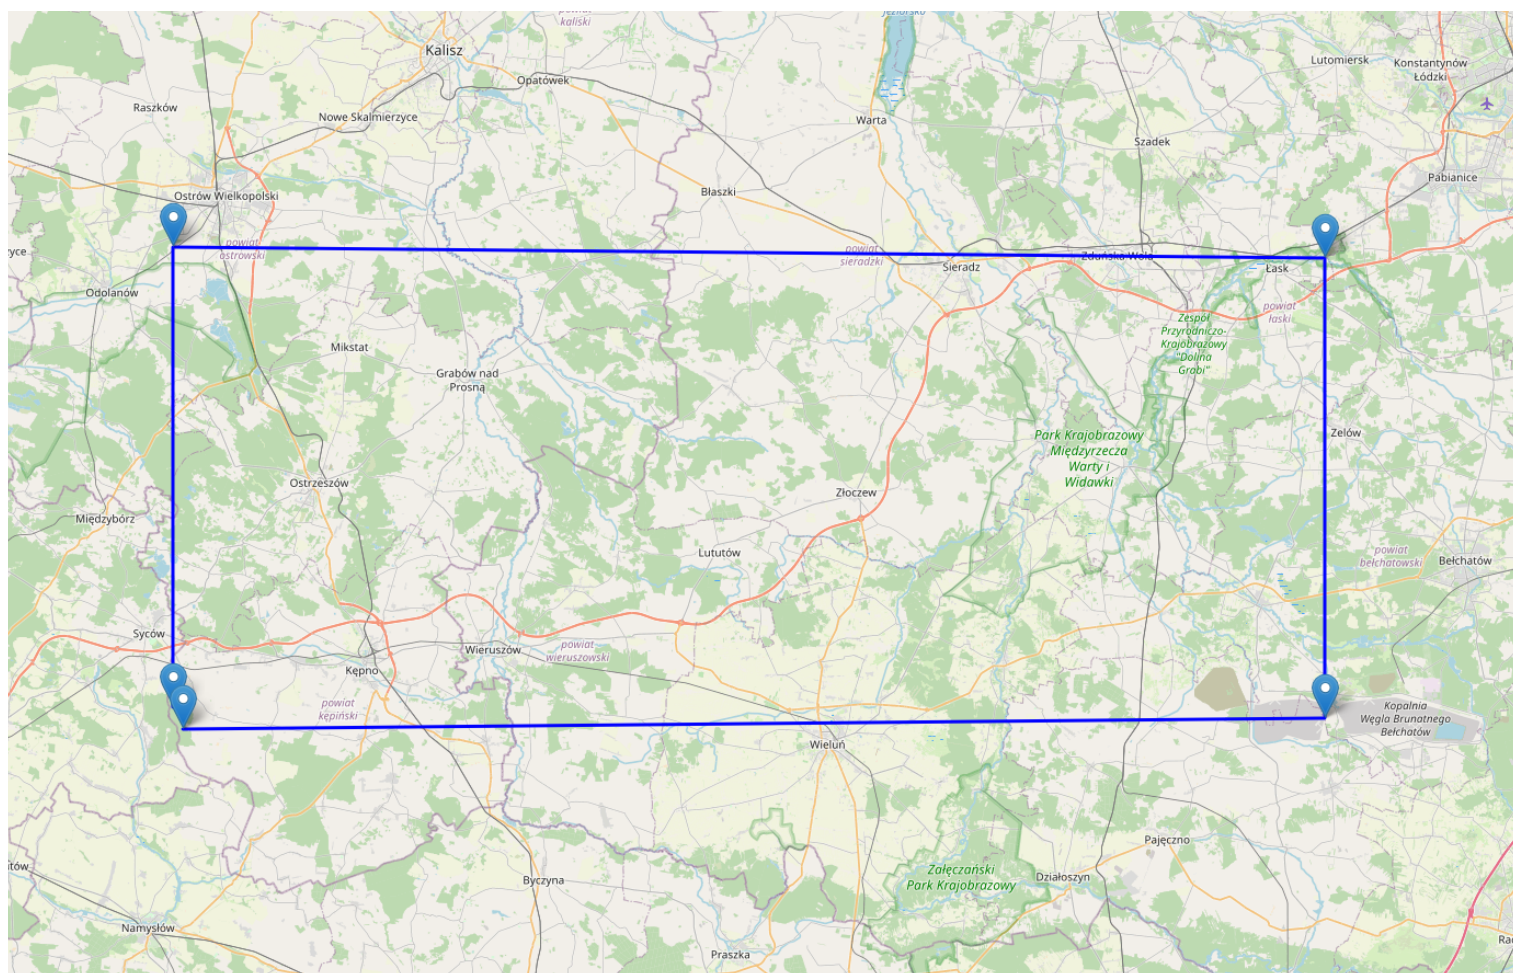 Jeziorsko
powiat
kaliski
Kalisz
Lutomiersk
Konstantynów
Łódzki
Opatówek
Raszków
Nowe Skalmierzyce
Warta
Szadek
Pabianice
Błaszki
Ostrów Wielkopolski
powiat
ostrowski
powiat
sieradzki
Zduńska Wola
Sieradz
Łask
Odolanów
powiat
łaski
Zespół
Przyrodniczo-
Krajobrazowy
"Dolina
Grabi"
Mikstat
Grabów nad
Prosną
Zelów
Park Krajobrazowy
Międzyrzecza
Warty i
Widawki
Ostrzeszów
Złoczew
Międzybórz
Lututów
powiat
bełchatowski
Bełchatów
Syców
Wieruszów
powiat
wieruszowski
Kępno
powiat
kępiński
Kopalnia
Węgla Brunatnego
Bełchatów
Wieluń
Pajęczno
Załęczański
Park Krajobrazowy
Działoszyn
Byczyna
Namysłów
Praszka